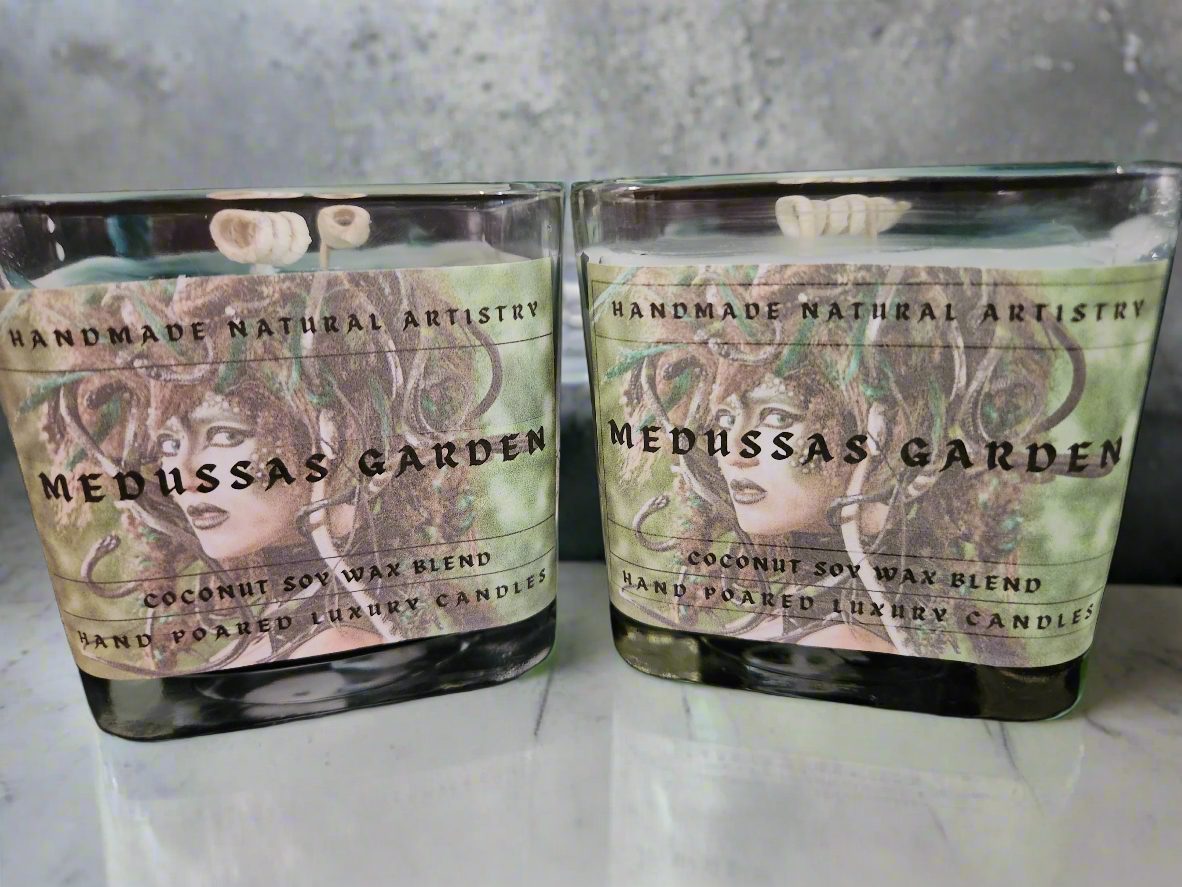 HANDMADE NATURAL ARTISTRY
MEDUSSAS GARDEN
COCONUT SOY WAX BLEND
HAND POARED LUXURY CANDLES
HANDMADE NATURAL ARTISTRY
MEDUSSAS GARDEN
COCONUT SOY WAX BLEND
HAND POARED LUXURY CANDLES